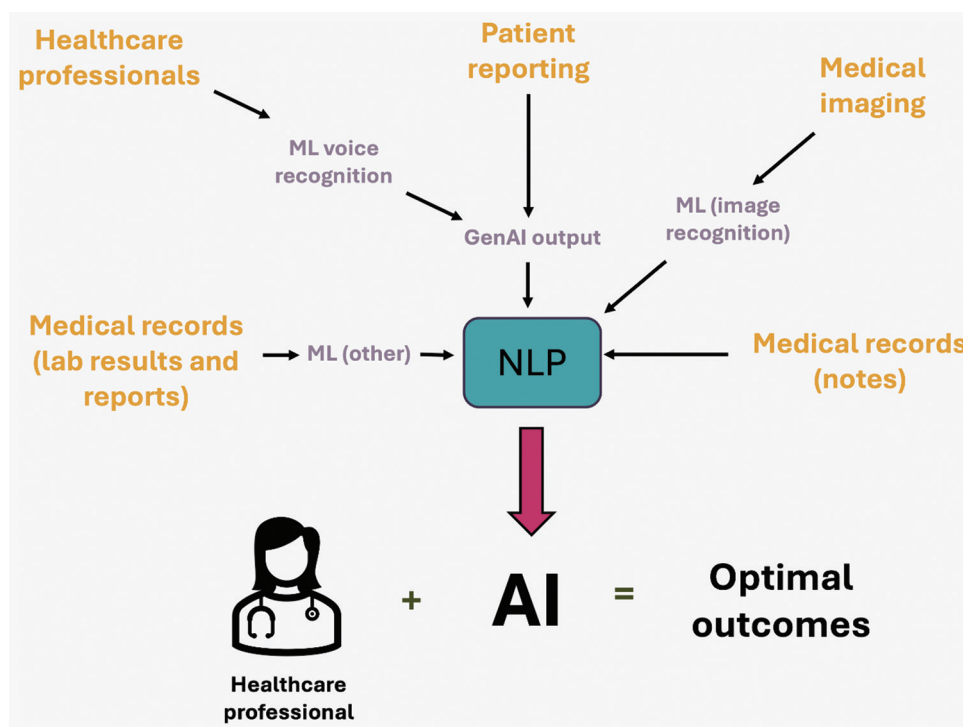 Healthcare
professionals
Patient
reporting
Medical
imaging
ML voice
recognition
ML (image
recognition)
GenAI output
Medical records
(lab results and
reports)
ML (other)
NLP
Medical records
(notes)
+
AI
=
Optimal
outcomes
Healthcare
professional